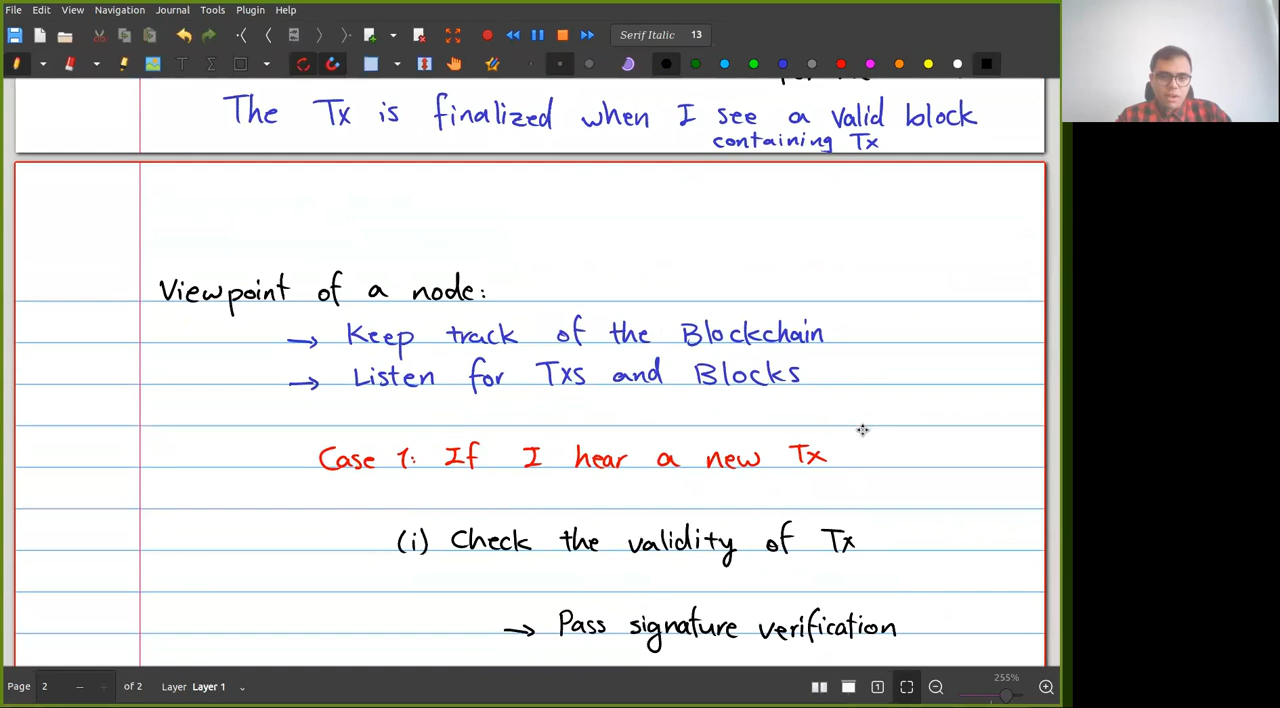 File Edit View Navigation Journal Tools Plugin Help
Serif Italic 13
The Tx is finalized when I see a valid block
containing Tx
Viewpoint of a node:
→ Keep track of the Blockchain
→ Listen for Txs and Blocks
Case 1: If I hear a new Tx
(i) Check the validity of Tx
→ Pass signature verification
Page 2 of 2 Layer Layer 1 255%